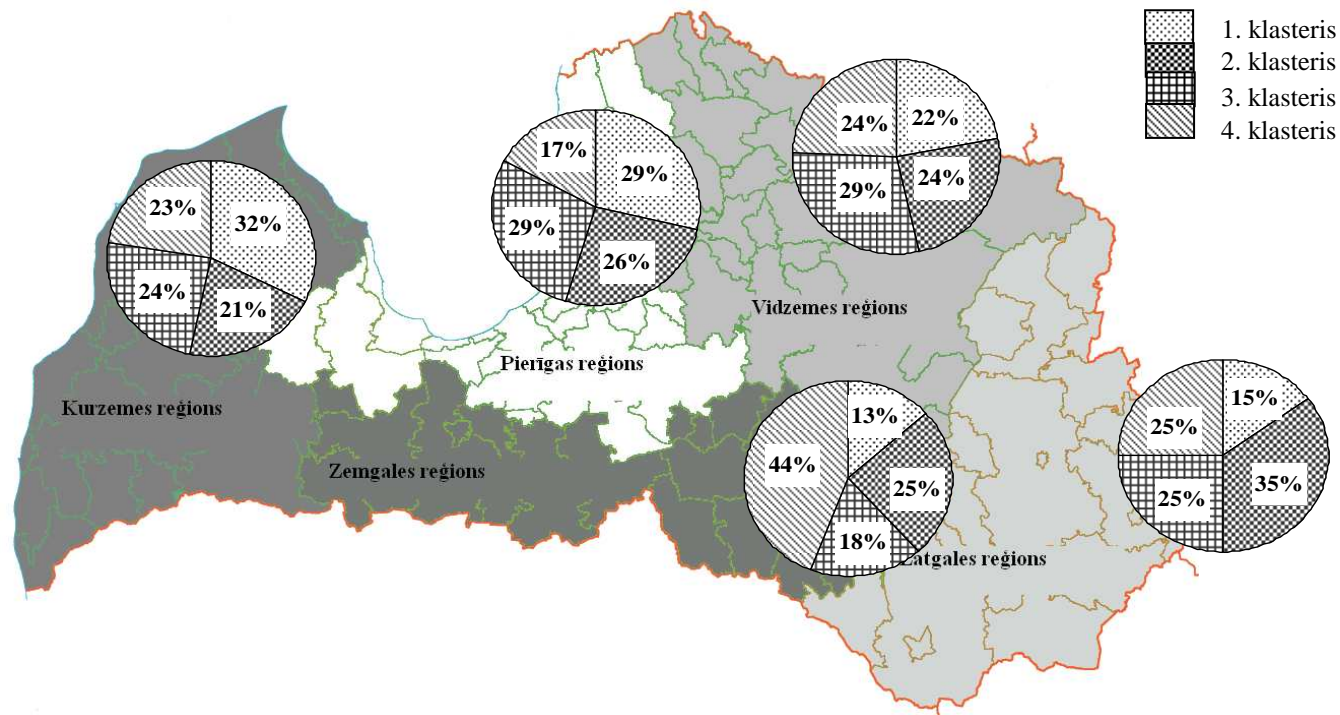 1. klasteris
2. klasteris
3. klasteris
4. klasteris
24%
22%
29%
24%
17%
29%
29%
26%
23%
32%
24%
21%
Vidzemes reģions
Pierīgas reģions
Kurzemes reģions
Zemgales reģions
13%
44%
25%
18%
15%
25%
25%
35%
Latgales reģions